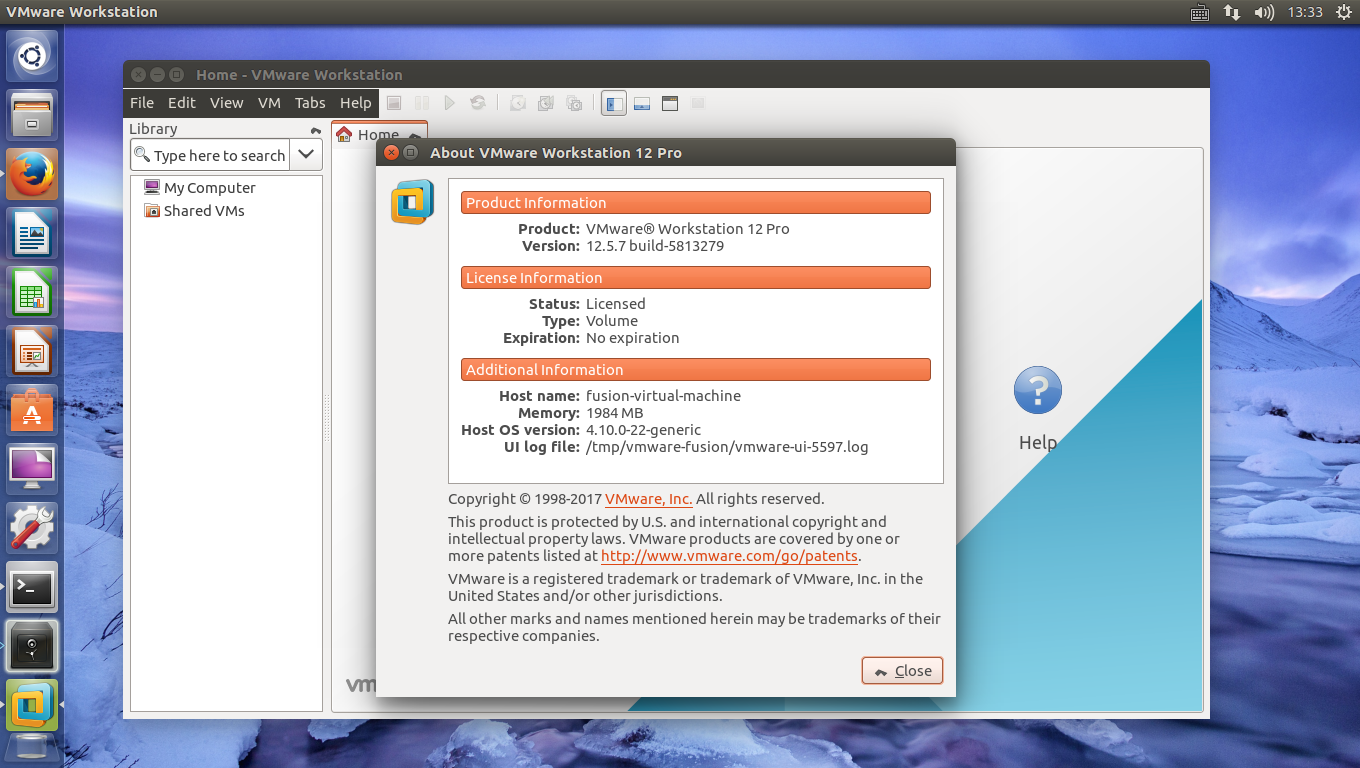 VMware Workstation
13:33
Home - VMware Workstation
File Edit View VM Tabs Help
Library
Type here to search
My Computer
Shared VMs
Home
About VMware Workstation 12 Pro
Product Information
Product: VMware® Workstation 12 Pro
Version: 12.5.7 build-5813279
License Information
Status: Licensed
Type: Volume
Expiration: No expiration
Additional Information
Host name: fusion-virtual-machine
Memory: 1984 MB
Host OS version: 4.10.0-22-generic
UI log file: /tmp/vmware-fusion/vmware-ui-5597.log
Copyright © 1998-2017 VMware, Inc. All rights reserved.
This product is protected by U.S. and international copyright and
intellectual property laws. VMware products are covered by one or
more patents listed at http://www.vmware.com/go/patents.
VMware is a registered trademark or trademark of VMware, Inc. in the
United States and/or other jurisdictions.
All other marks and names mentioned herein may be trademarks of their
respective companies.
Close
Help
vm